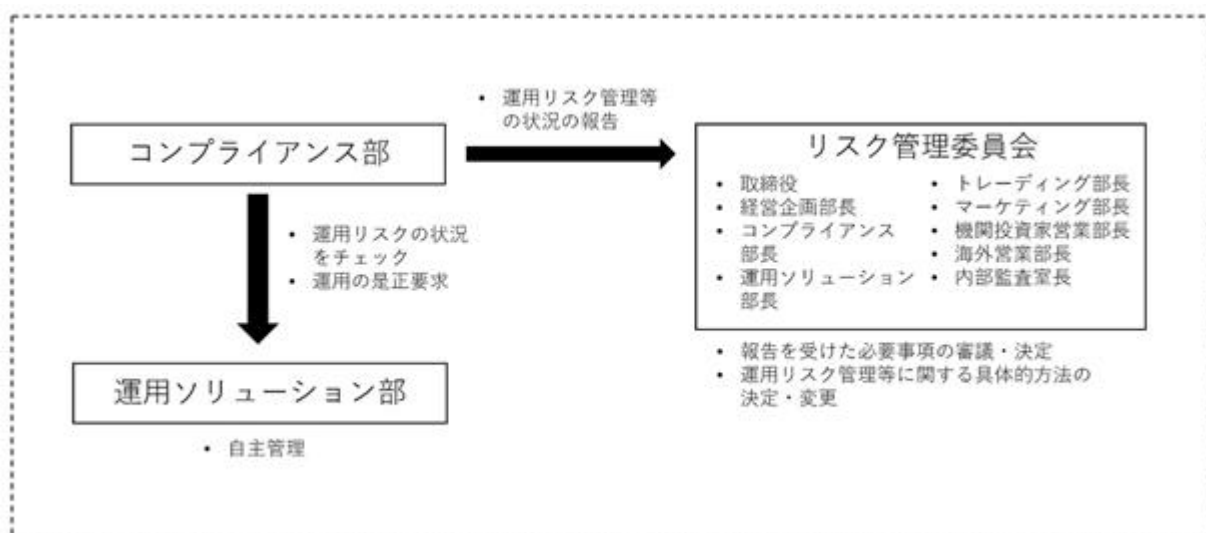 コンプライアンス部
• 運用リスク管理等
の状況の報告
• 運用リスクの状況
をチェック
• 運用の是正要求
運用ソリューション部
• 自主管理
リスク管理委員会
• 取締役
• 経営企画部長
• コンプライアンス
部長
• 運用ソリューション
部長
• トレーディング部長
• マーケティング部長
• 機関投資家営業部長
• 海外営業部長
• 内部監査室長
• 報告を受けた必要事項の審議・決定
• 運用リスク管理等に関する具体的方法の
決定・変更